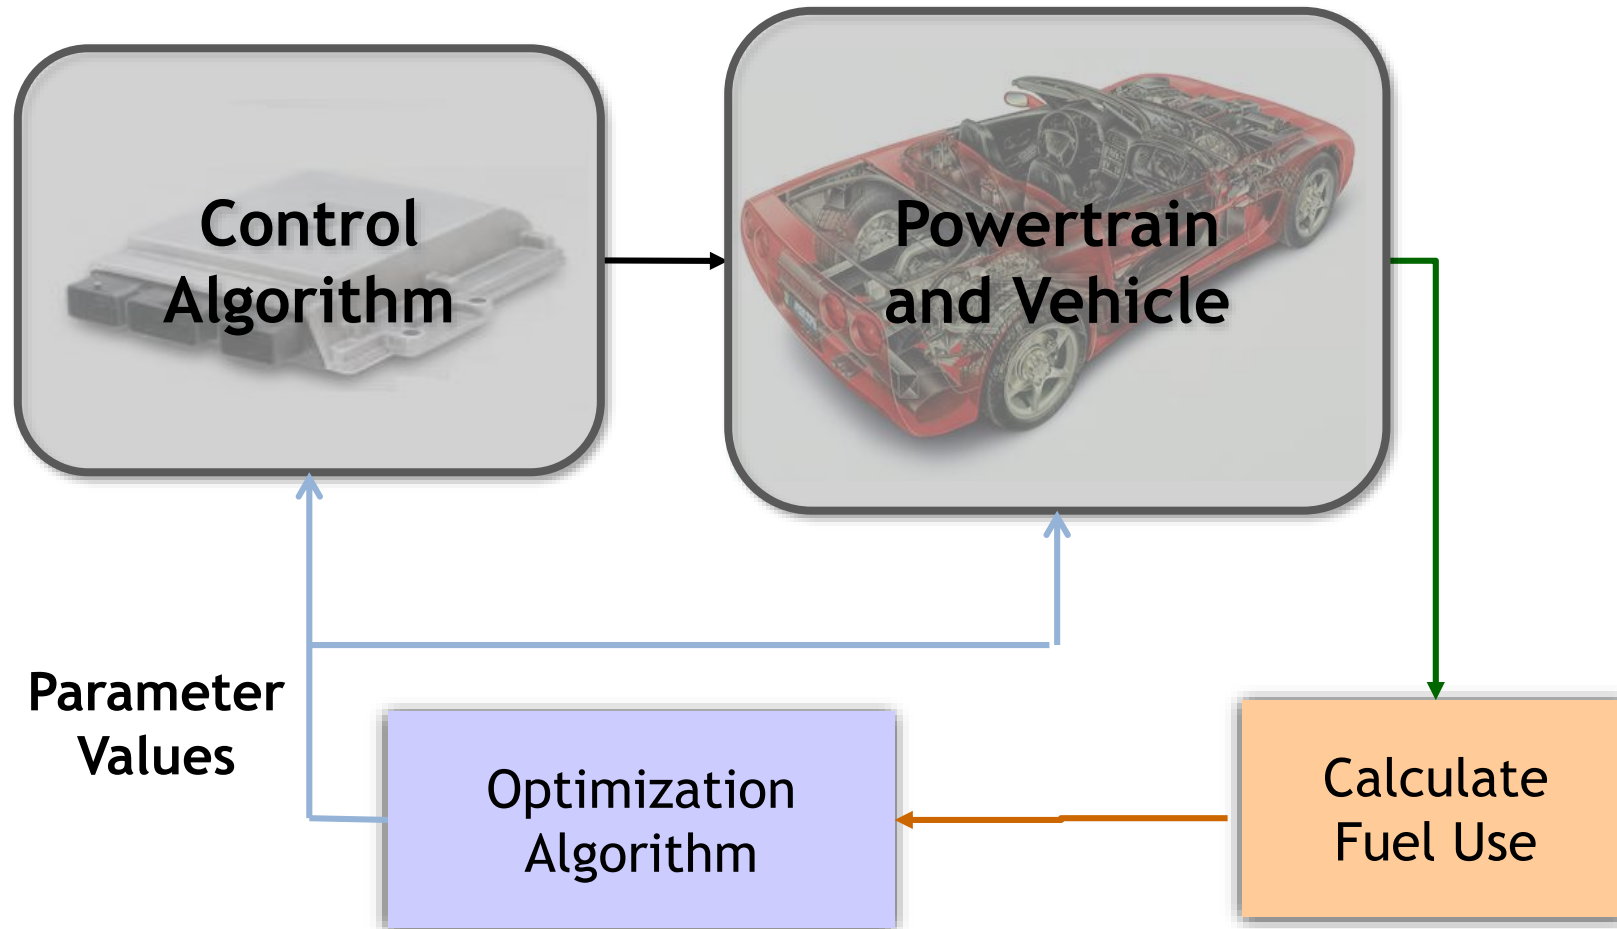 Control
Algorithm
Powertrain
and Vehicle
Parameter
Values
Optimization
Algorithm
Calculate
Fuel Use